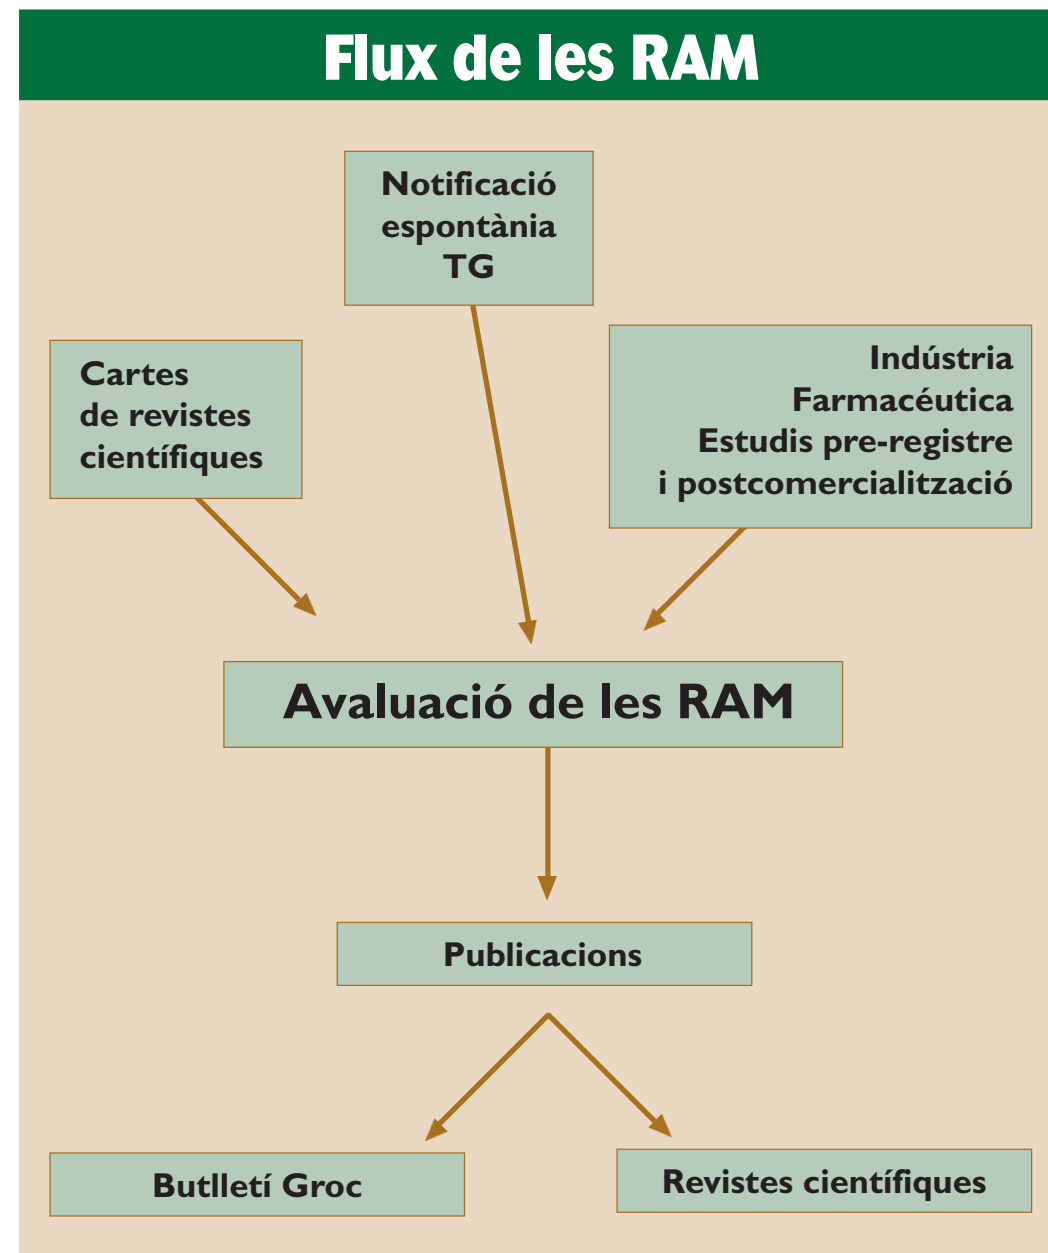 Flux de les RAM
Notificació
espontània
TG
Cartes
de revistes
científiques
Indústria
Farmacéutica
Estudis pre-registre
i postcomercialització
Avaluació de les RAM
Publicacions
Butlletí Groc
Revistes científiques